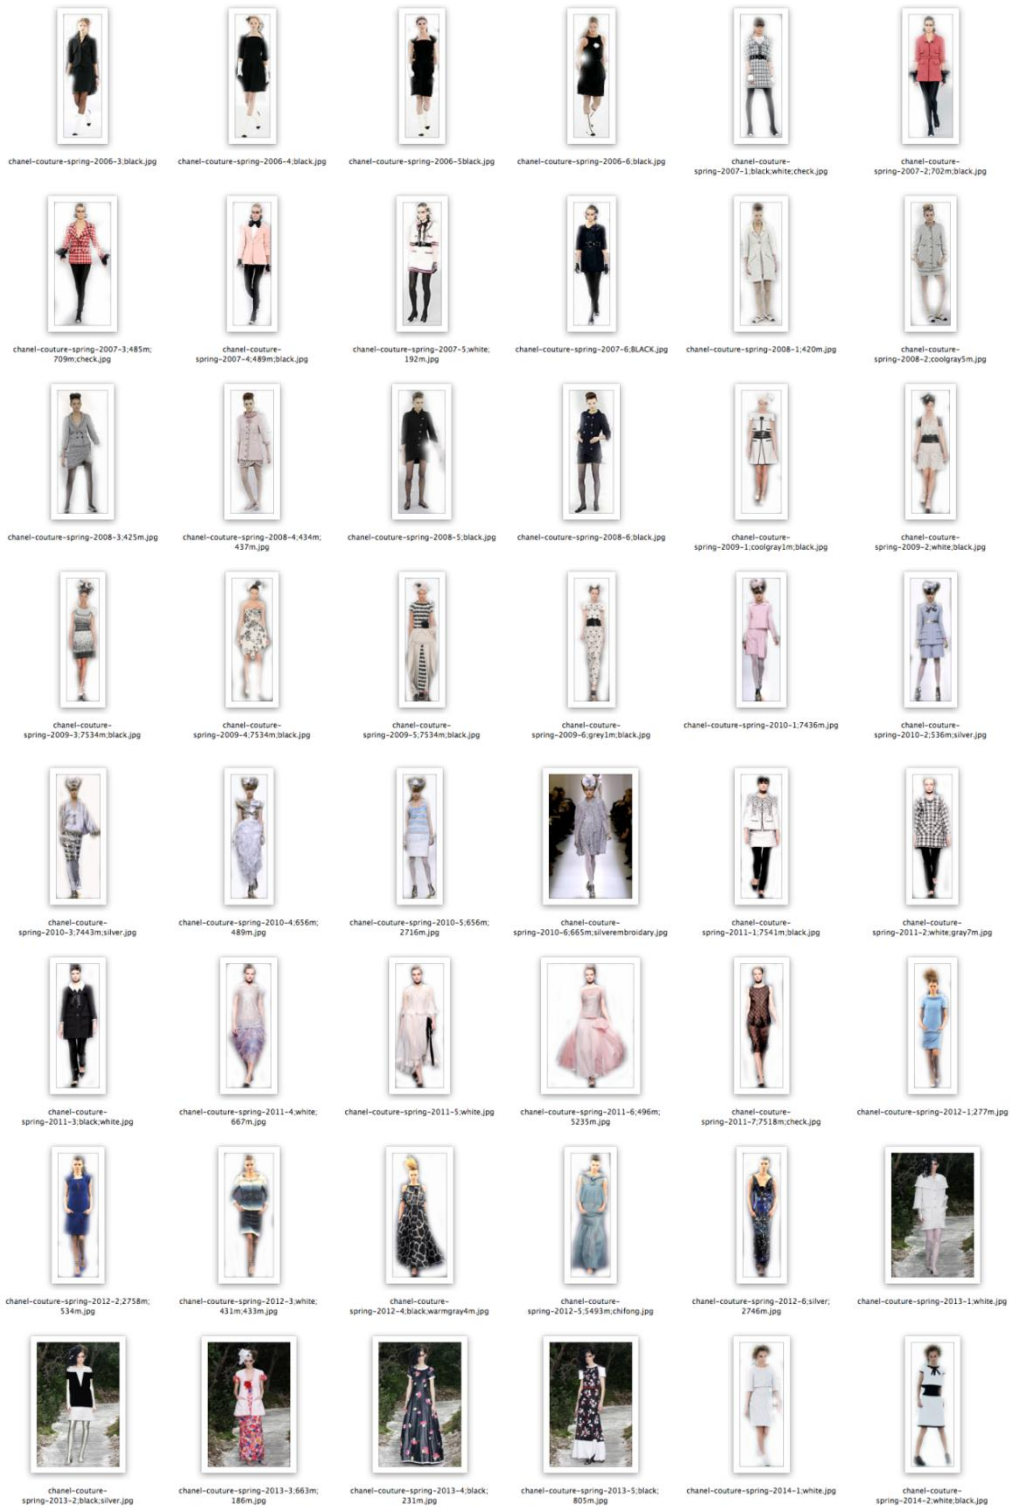 chanel-couture-spring-2006-3;black.jpg
chanel-couture-spring-2006-4;black.jpg
chanel-couture-spring-2006-5black.jpg
chanel-couture-spring-2006-6;black.jpg
chanel-couture-
spring-2007-1;black;white;check.jpg
chanel-couture-
spring-2007-2;702m;black.jpg
chanel-couture-spring-2007-3;485m;
709m;check.jpg
chanel-couture-
spring-2007-4;489m;black.jpg
chanel-couture-spring-2007-5;white;
192m.jpg
chanel-couture-spring-2007-6;BLACK.jpg
chanel-couture-spring-2008-1;420m.jpg
chanel-couture-
spring-2008-2;coolgray5m.jpg
chanel-couture-spring-2008-3;425m.jpg
chanel-couture-spring-2008-4;434m;
437m.jpg
chanel-couture-spring-2008-5;black.jpg
chanel-couture-spring-2008-6;black.jpg
chanel-couture-
spring-2009-1;coolgray1m;black.jpg
chanel-couture-
spring-2009-2;white;black.jpg
chanel-couture-
spring-2009-3;7534m;black.jpg
chanel-couture-
spring-2009-4;7534m;black.jpg
chanel-couture-
spring-2009-5;7534m;black.jpg
chanel-couture-
spring-2009-6;grey1m;black.jpg
chanel-couture-spring-2010-1;7436m.jpg
chanel-couture-
spring-2010-2;536m;silver.jpg
chanel-couture-
spring-2010-3;7443m;silver.jpg
chanel-couture-spring-2010-4;656m;
489m.jpg
chanel-couture-spring-2010-5;656m;
2716m.jpg
chanel-couture-
spring-2010-6;665m;silverembroidary.jpg
chanel-couture-
spring-2011-1;7541m;black.jpg
chanel-couture-
spring-2011-2;white;gray7m.jpg
chanel-couture-
spring-2011-3;black;white.jpg
chanel-couture-spring-2011-4;white;
667m.jpg
chanel-couture-spring-2011-5;white.jpg
chanel-couture-spring-2011-6;496m;
5235m.jpg
chanel-couture-
spring-2011-7;7518m;check.jpg
chanel-couture-spring-2012-1;277m.jpg
chanel-couture-spring-2012-2;2758m;
534m.jpg
chanel-couture-spring-2012-3;white;
431m;433m.jpg
chanel-couture-
spring-2012-4;black;warmgray4m.jpg
chanel-couture-
spring-2012-5;5493m;chifong.jpg
chanel-couture-spring-2012-6;silver;
2746m.jpg
chanel-couture-spring-2013-1;white.jpg
chanel-couture-
spring-2013-2;black;silver.jpg
chanel-couture-spring-2013-3;663m;
186m.jpg
chanel-couture-spring-2013-4;black;
231m.jpg
chanel-couture-spring-2013-5;black;
805m.jpg
chanel-couture-spring-2014-1;white.jpg
chanel-couture-
spring-2014-2;white;black.jpg